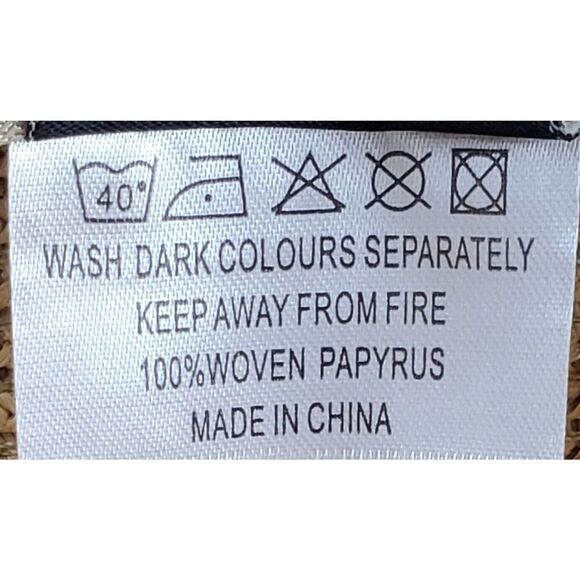 40°
WASH DARK COLOURS SEPARATELY
KEEP AWAY FROM FIRE
100%WOVEN PAPYRUS
MADE IN CHINA